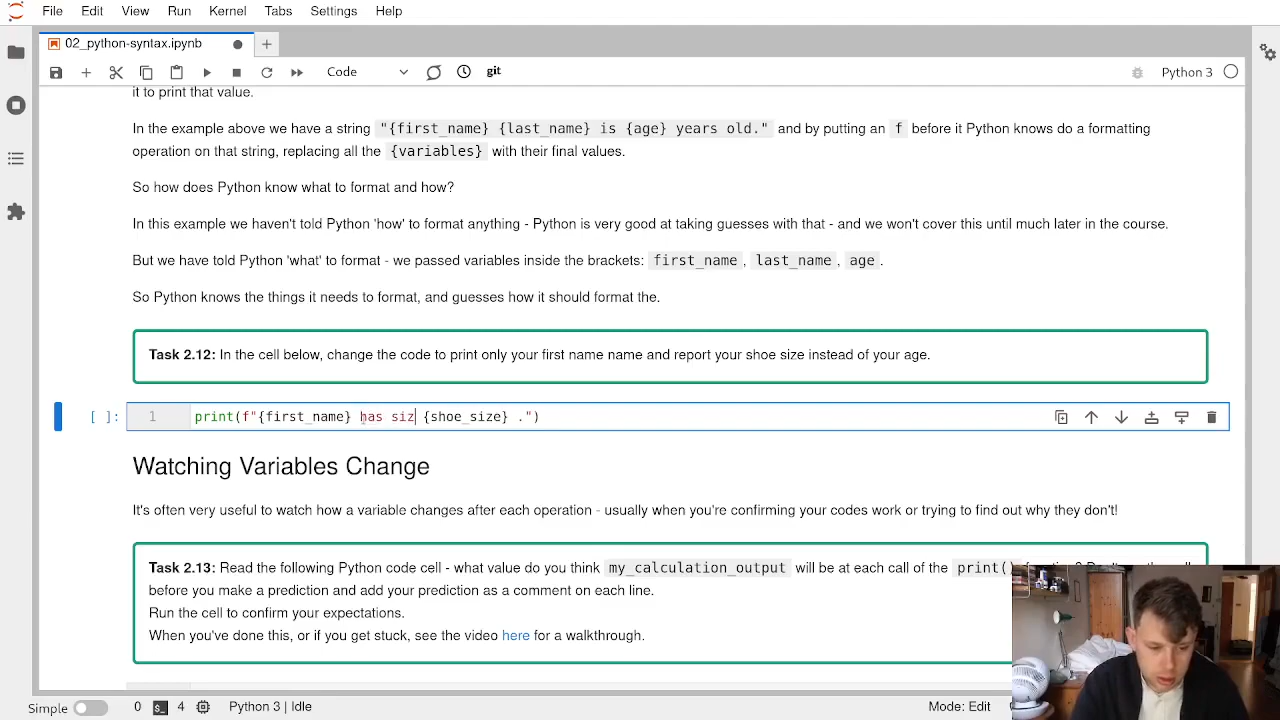 File Edit View Run Kernel Tabs Settings Help
02_python-syntax.ipynb
Code git Python 3
it to print that value.
In the example above we have a string "{first_name} {last_name} is {age} years old." and by putting an f before it Python knows do a formatting
operation on that string, replacing all the {variables} with their final values.
So how does Python know what to format and how?
In this example we haven't told Python 'how' to format anything - Python is very good at taking guesses with that - and we won't cover this until much later in the course.
But we have told Python 'what' to format - we passed variables inside the brackets: first_name , last_name , age .
So Python knows the things it needs to format, and guesses how it should format the.
Task 2.12: In the cell below, change the code to print only your first name name and report your shoe size instead of your age.
[ ]: 1 print(f"{first_name} has siz {shoe_size} .")
Watching Variables Change
It's often very useful to watch how a variable changes after each operation - usually when you're confirming your codes work or trying to find out why they don't!
Task 2.13: Read the following Python code cell - what value do you think my_calculation_output will be at each call of the print()
before you make a prediction and add your prediction as a comment on each line.
Run the cell to confirm your expectations.
When you've done this, or if you get stuck, see the video here for a walkthrough.
Simple 0 $_ 4 Python 3 | Idle Mode: Edit